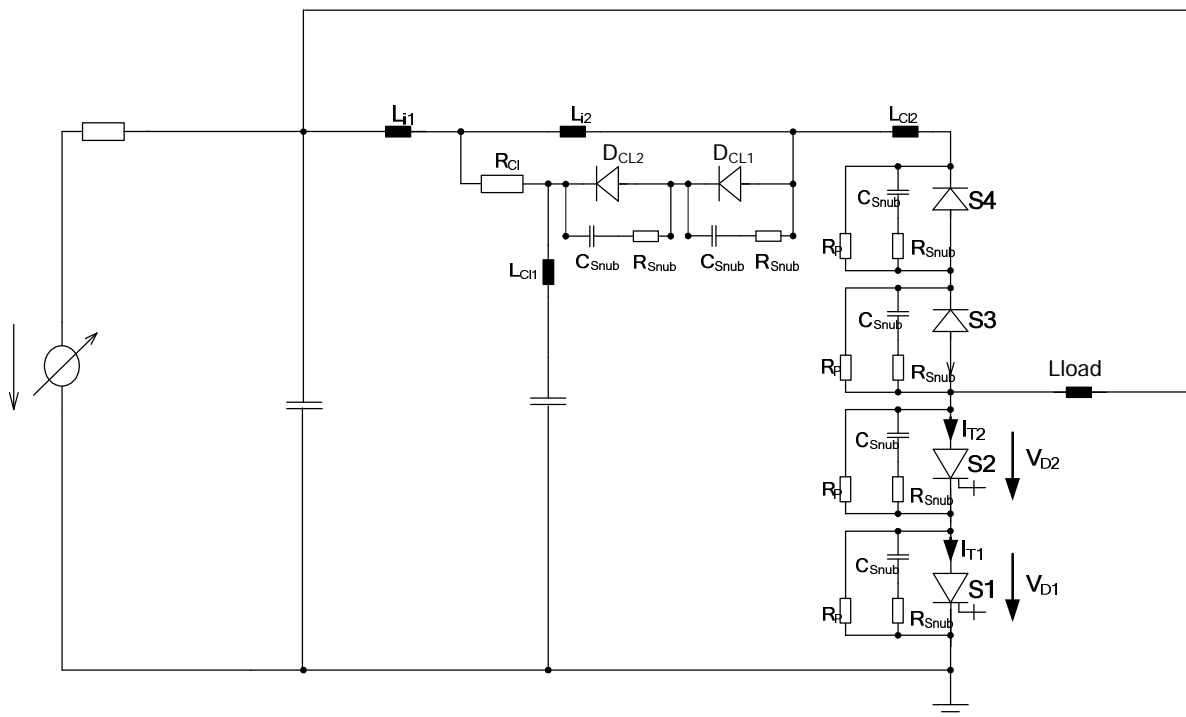 Li1
Li2
LCl2
RCl
DCL2
DCL1
CSnub
RSnub
CSnub
RSnub
LCl1
CSnub
S4
RP
RSnub
CSnub
S3
RP
RSnub
Lload
IT2
CSnub
S2
VD2
RP
RSnub
IT1
CSnub
S1
VD1
RP
RSnub